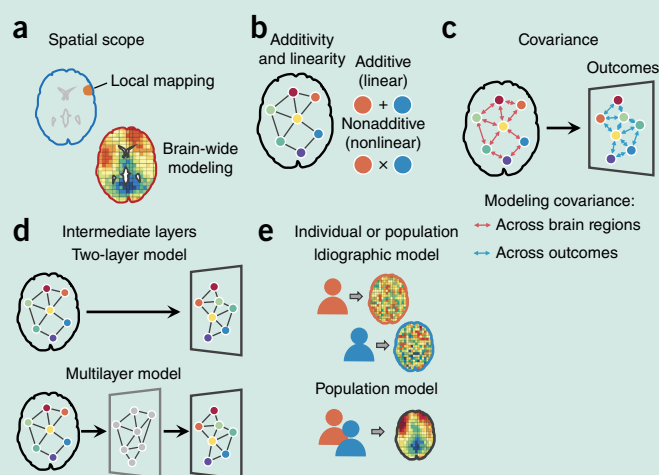 a
Spatial scope
Local mapping
Brain-wide
modeling
b
Additivity
and linearity
Additive
(linear)
+
Nonadditive
(nonlinear)
×
c
Covariance
Outcomes
Modeling covariance:
Across brain regions
Across outcomes
d
Intermediate layers
Two-layer model
Multilayer model
e
Individual or population
Idiographic model
Population model